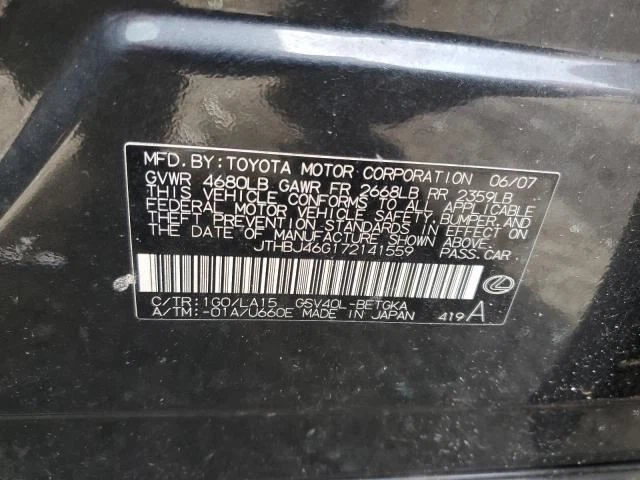 MFD. BY: TOYOTA MOTOR CORPORATION 06/07
GVWR 4680LB GAWR FR 2668LB RR 2359LB
THIS VEHICLE CONFORMS TO ALL APPLICABLE
FEDERAL MOTOR VEHICLE SAFETY, BUMPER, AND
THEFT PREVENTION STANDARDS IN EFFECT ON
THE DATE OF MANUFACTURE SHOWN ABOVE.
JTHBJ46G172141559 PASS.CAR
C/TR: 1G0/LA15 GSV40L-BETGKA
A/TM: -01A/U660E MADE IN JAPAN 419 A